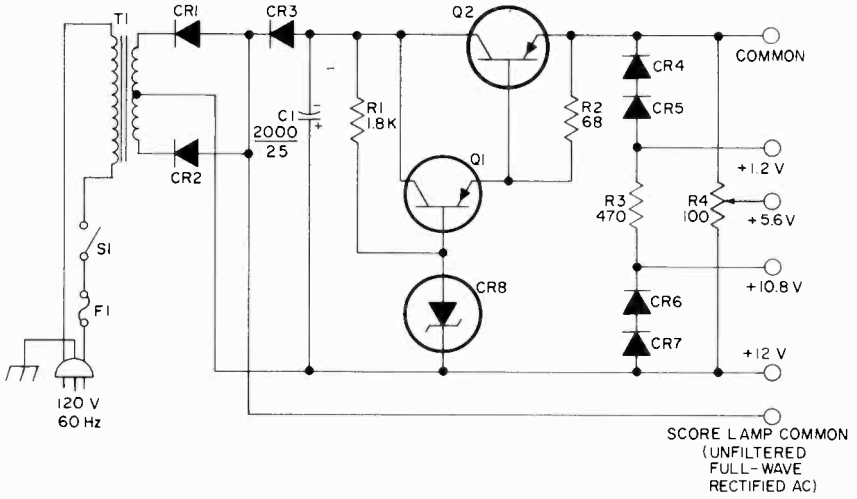 T1
CR1
CR3
Q2
COMMON
CR4
CR5
R1
1.8K
C1
2000
25
−
+
−
R2
68
CR2
Q1
+1.2 V
R3
470
R4
100
+5.6 V
S1
+10.8 V
CR8
CR6
F1
CR7
+12 V
120 V
60 Hz
SCORE LAMP COMMON
(UNFILTERED
FULL-WAVE
RECTIFIED AC)